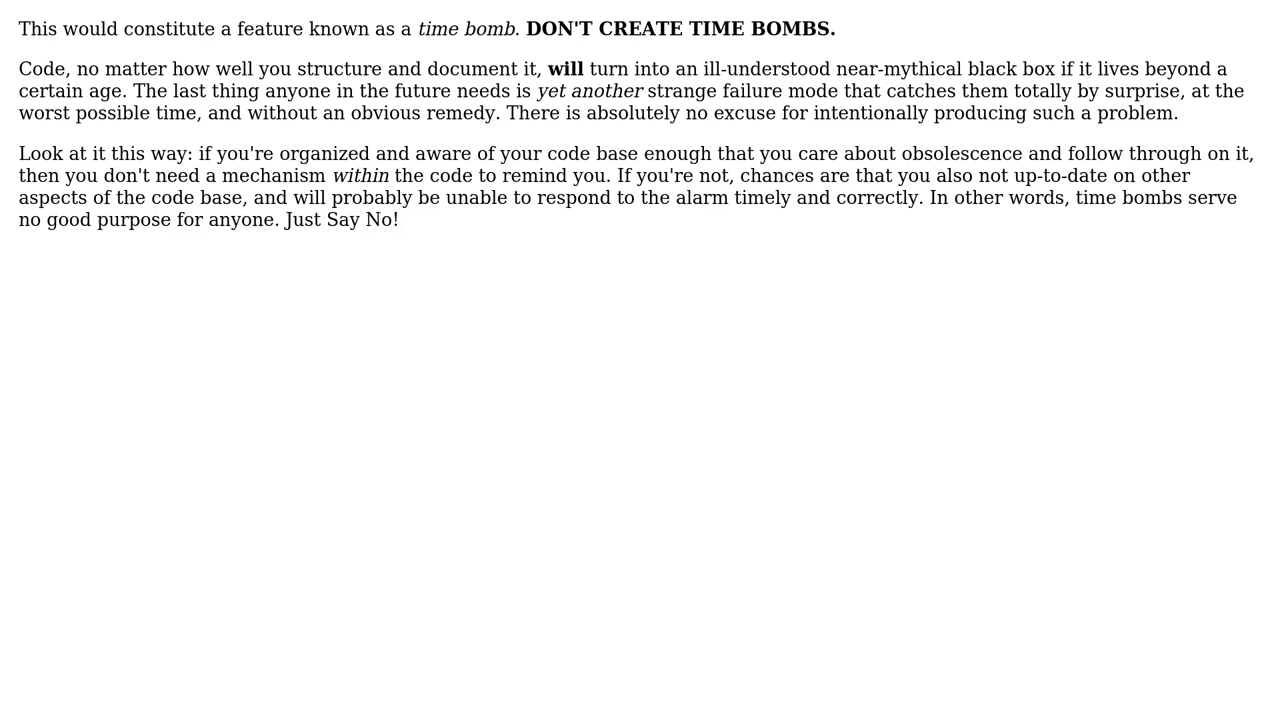 This would constitute a feature known as a time bomb. DON'T CREATE TIME BOMBS.
Code, no matter how well you structure and document it, will turn into an ill-understood near-mythical black box if it lives beyond a
certain age. The last thing anyone in the future needs is yet another strange failure mode that catches them totally by surprise, at the
worst possible time, and without an obvious remedy. There is absolutely no excuse for intentionally producing such a problem.
Look at it this way: if you're organized and aware of your code base enough that you care about obsolescence and follow through on it,
then you don't need a mechanism within the code to remind you. If you're not, chances are that you also not up-to-date on other
aspects of the code base, and will probably be unable to respond to the alarm timely and correctly. In other words, time bombs serve
no good purpose for anyone. Just Say No!